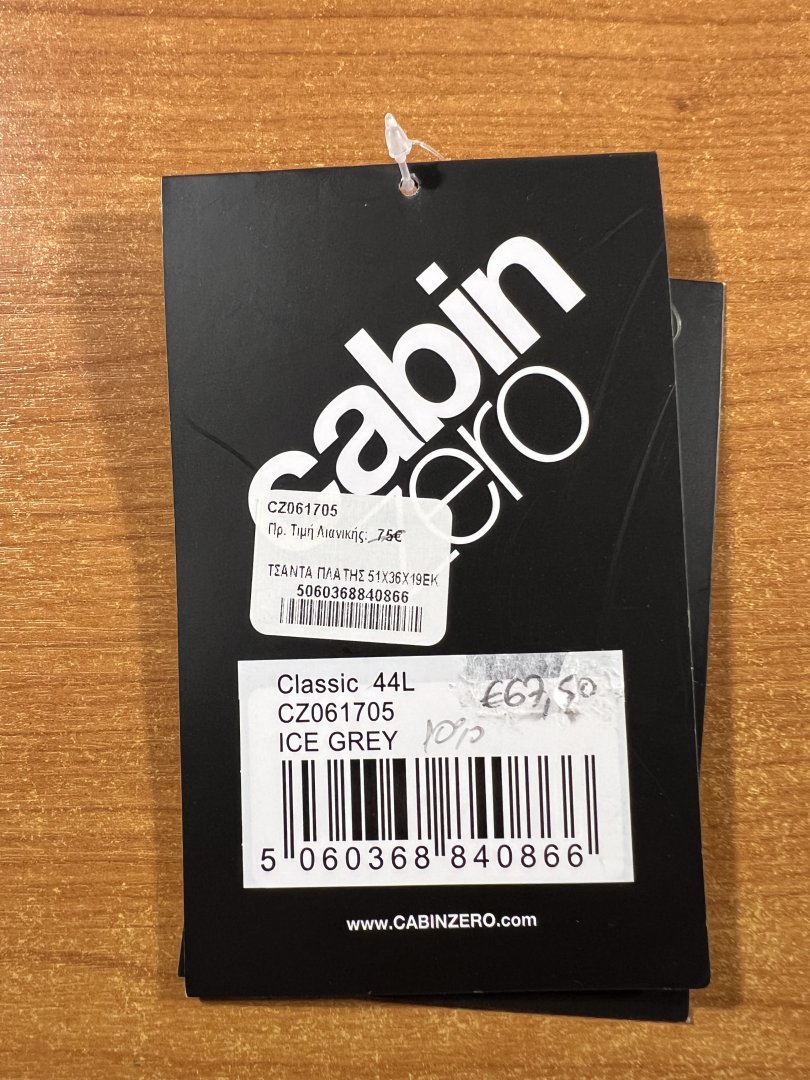 cabin
zero
CZ061705
Πρ. Τιμή Λιανικής: 75€
ΤΣΑΝΤΑ ΠΛΑΤΗΣ 51X36X19ΕΚ
5060368840866
Classic 44L
€67,50
CZ061705
ICE GREY 10%
5 060368 840866
www.CABINZERO.com